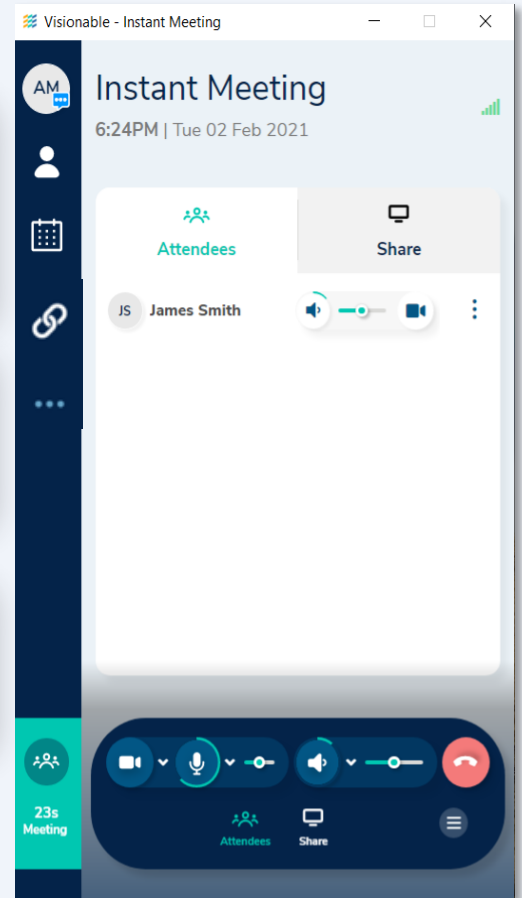 Visionable - Instant Meeting
AM
Instant Meeting
6:24PM | Tue 02 Feb 2021
Attendees
Share
JS James Smith
23s
Meeting
Attendees
Share